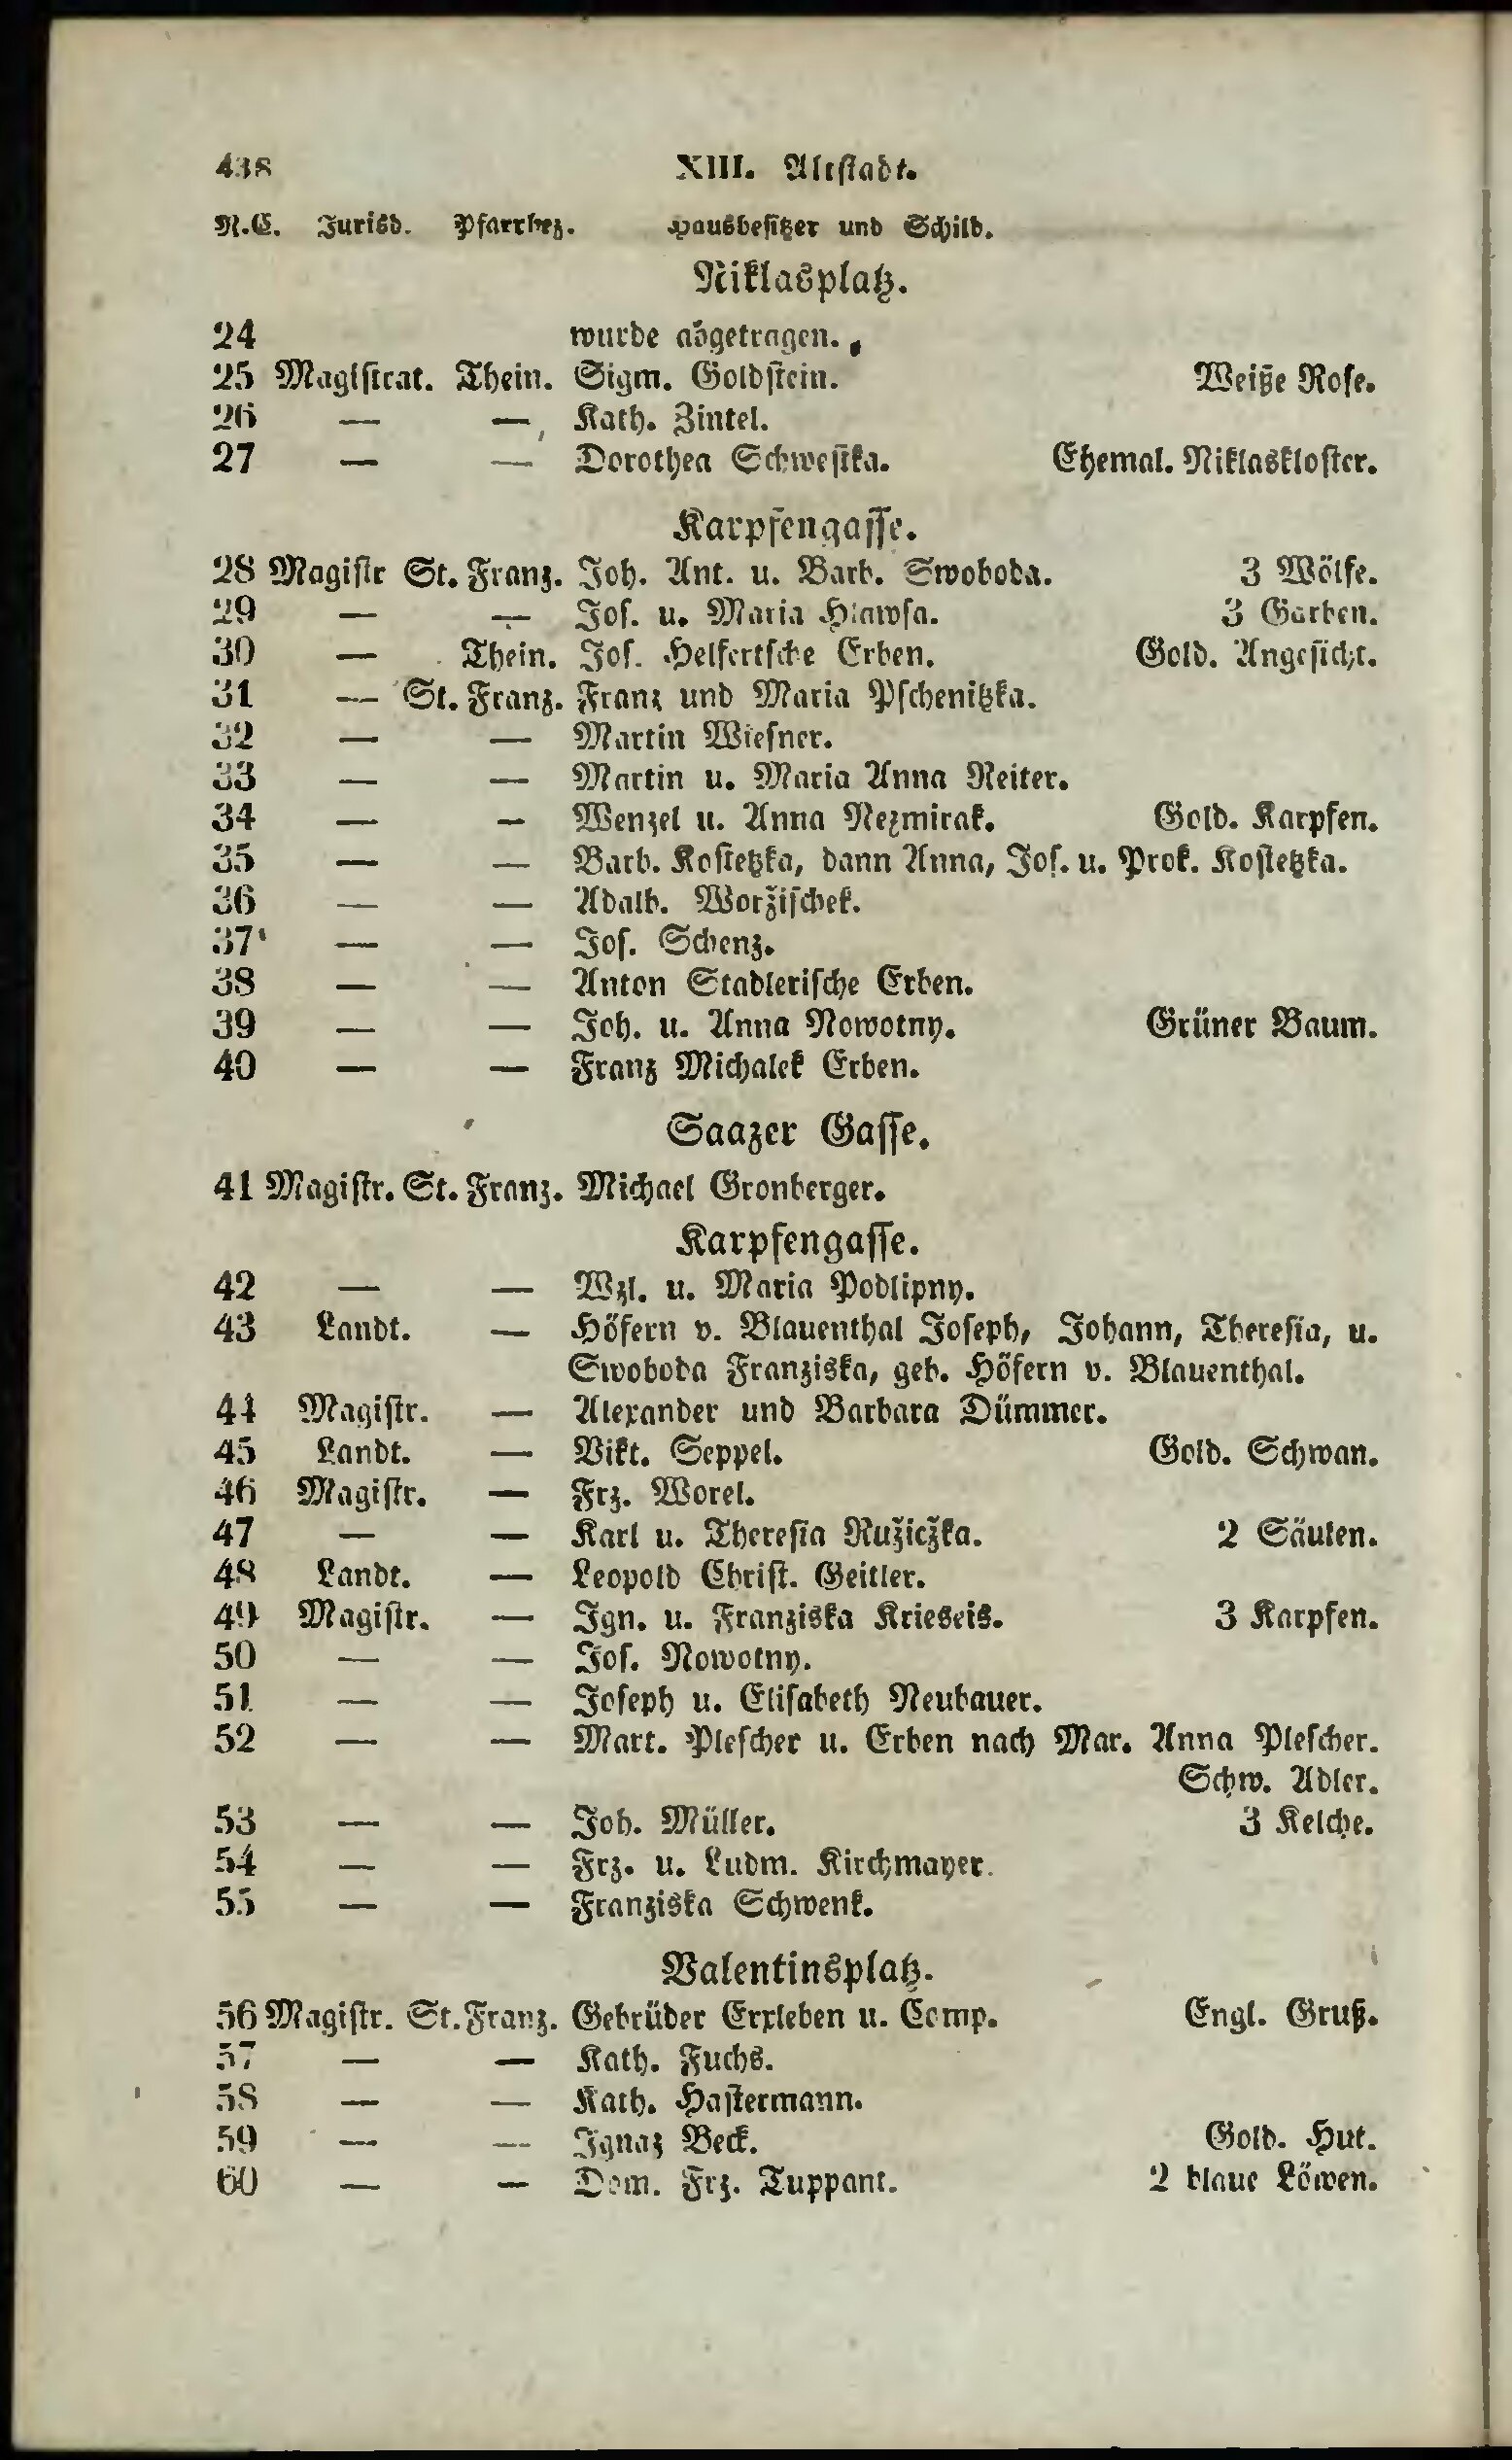 438 XIII. Altstadt.
N.C. Jurisd. Pfarrbez. Hausbesitzer und Schild.
Niklasplatz.
24 wurde abgetragen.
25 Magistrat. Thein. Sigm. Goldstein. Weiße Rose.
26 — — Kath. Zintel.
27 — — Dorothea Schwestka. Ehemal. Niklaskloster.
Karpfengasse.
28 Magistr St. Franz. Joh. Ant. u. Barb. Swoboda. 3 Wölfe.
29 — — Jos. u. Maria Hlawsa. 3 Garben.
30 — Thein. Jos. Helfertsche Erben. Gold. Angesicht.
31 — St. Franz. Franz und Maria Pschenitzka.
32 — — Martin Wiesner.
33 — — Martin u. Maria Anna Reiter.
34 — — Wenzel u. Anna Nezmirak. Gold. Karpfen.
35 — — Barb. Kostetzka, dann Anna, Jos. u. Prok. Kostetzka.
36 — — Adalb. Woržischek.
37 — — Jos. Schenz.
38 — — Anton Stadlerische Erben.
39 — — Joh. u. Anna Nowotny. Grüner Baum.
40 — — Franz Michalek Erben.
Saazer Gasse.
41 Magistr. St. Franz. Michael Gronberger.
Karpfengasse.
42 — — Wzl. u. Maria Podlipny.
43 Landt. — Höfern v. Blauenthal Joseph, Johann, Theresia, u.
Swoboda Franziska, geb. Höfern v. Blauenthal.
44 Magistr. — Alexander und Barbara Dümmer.
45 Landt. — Vikt. Seppel. Gold. Schwan.
46 Magistr. — Frz. Worel.
47 — — Karl u. Theresia Ružicžka. 2 Säulen.
48 Landt. — Leopold Christ. Geitler.
49 Magistr. — Ign. u. Franziska Krieseis. 3 Karpfen.
50 — — Jos. Nowotny.
51 — — Joseph u. Elisabeth Neubauer.
52 — — Mart. Plescher u. Erben nach Mar. Anna Plescher.
Schw. Adler.
53 — — Joh. Müller. 3 Kelche.
54 — — Frz. u. Ludm. Kirchmayer.
55 — — Franziska Schwenk.
Valentinsplatz.
56 Magistr. St. Franz. Gebrüder Erxleben u. Comp. Engl. Gruß.
57 — — Kath. Fuchs.
58 — — Kath. Hastermann.
59 — — Ignaz Beck. Gold. Hut.
60 — — Dom. Frz. Tuppant. 2 blaue Löwen.